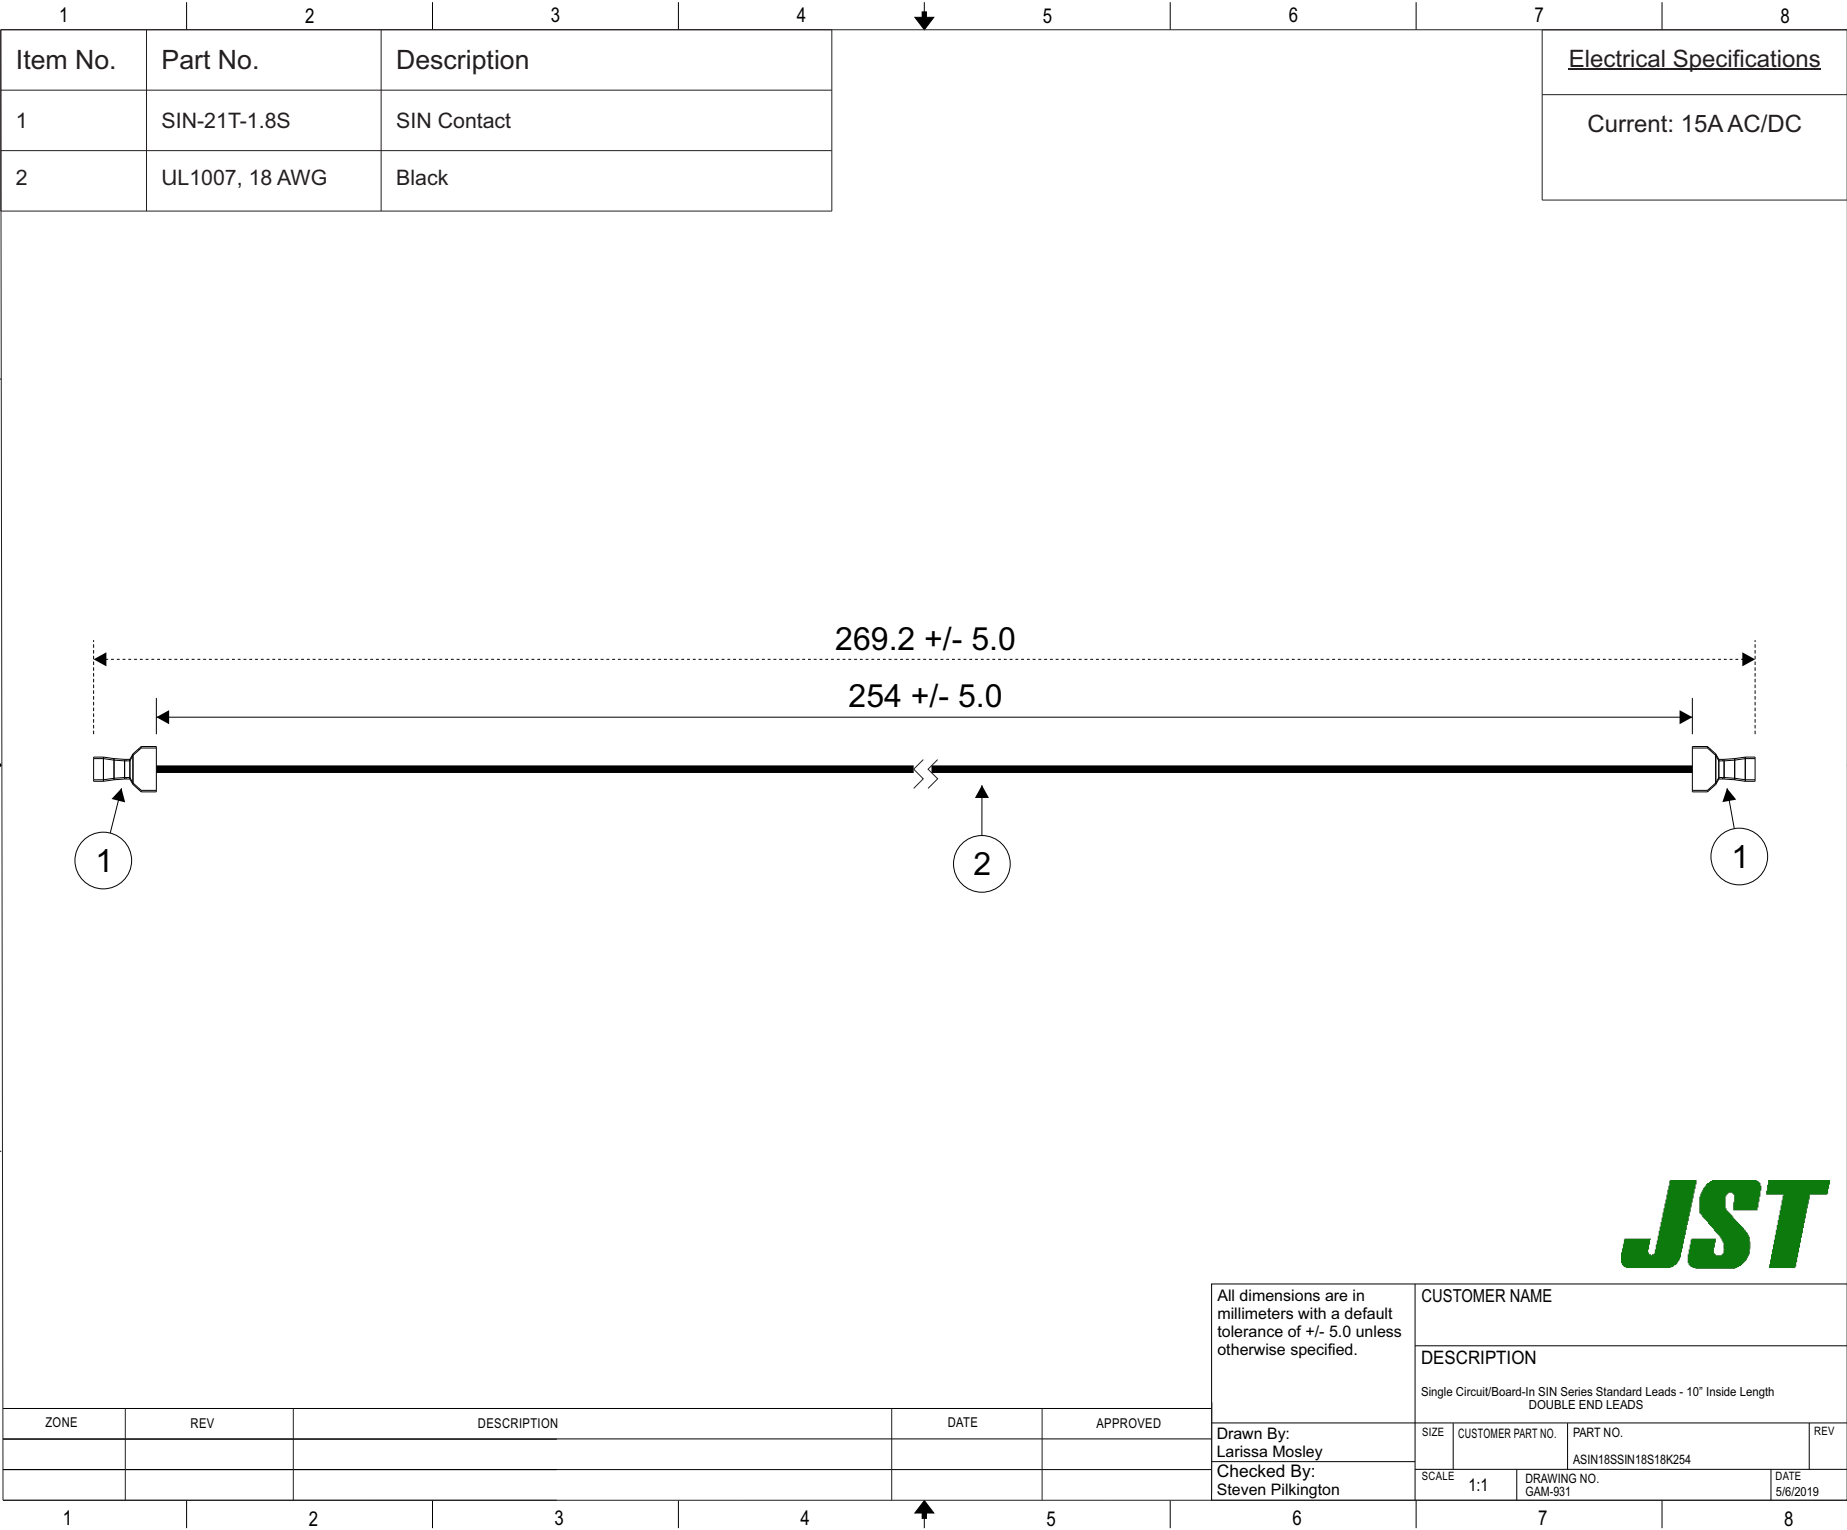 1 2 3 4 5 6 7 8
Item No. Part No. Description
1 SIN-21T-1.8S SIN Contact
2 UL1007, 18 AWG Black
Electrical Specifications
Current: 15A AC/DC
269.2 +/- 5.0
254 +/- 5.0
1 2 1
JST
All dimensions are in
millimeters with a default
tolerance of +/- 5.0 unless
otherwise specified.
CUSTOMER NAME
DESCRIPTION
Single Circuit/Board-In SIN Series Standard Leads - 10" Inside Length
DOUBLE END LEADS
ZONE REV DESCRIPTION DATE APPROVED
Drawn By:
Larissa Mosley
Checked By:
Steven Pilkington
SIZE CUSTOMER PART NO. PART NO. REV
ASIN18SSIN18S18K254
SCALE 1:1 DRAWING NO. DATE
GAM-931 5/6/2019
1 2 3 4 5 6 7 8